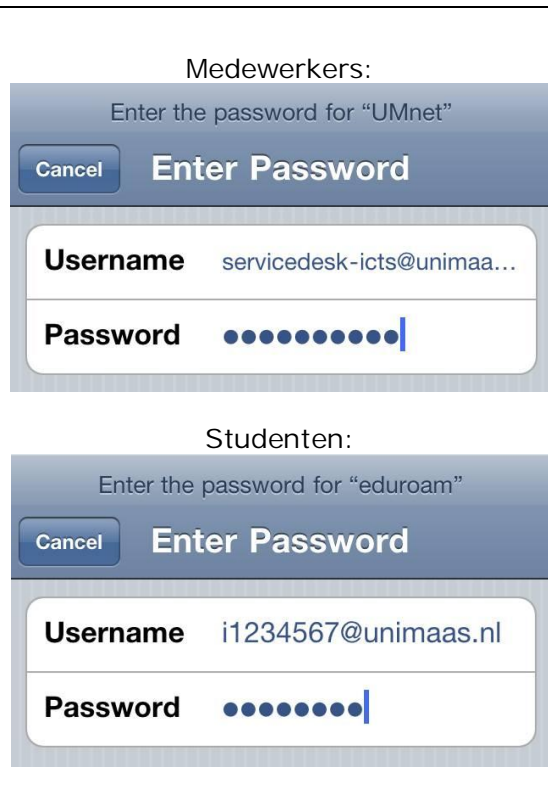 Medewerkers:
Enter the password for “UMnet”
Cancel Enter Password
Username servicedesk-icts@unimaa...
Password ●●●●●●●●●●
Studenten:
Enter the password for “eduroam”
Cancel Enter Password
Username i1234567@unimaas.nl
Password ●●●●●●●●